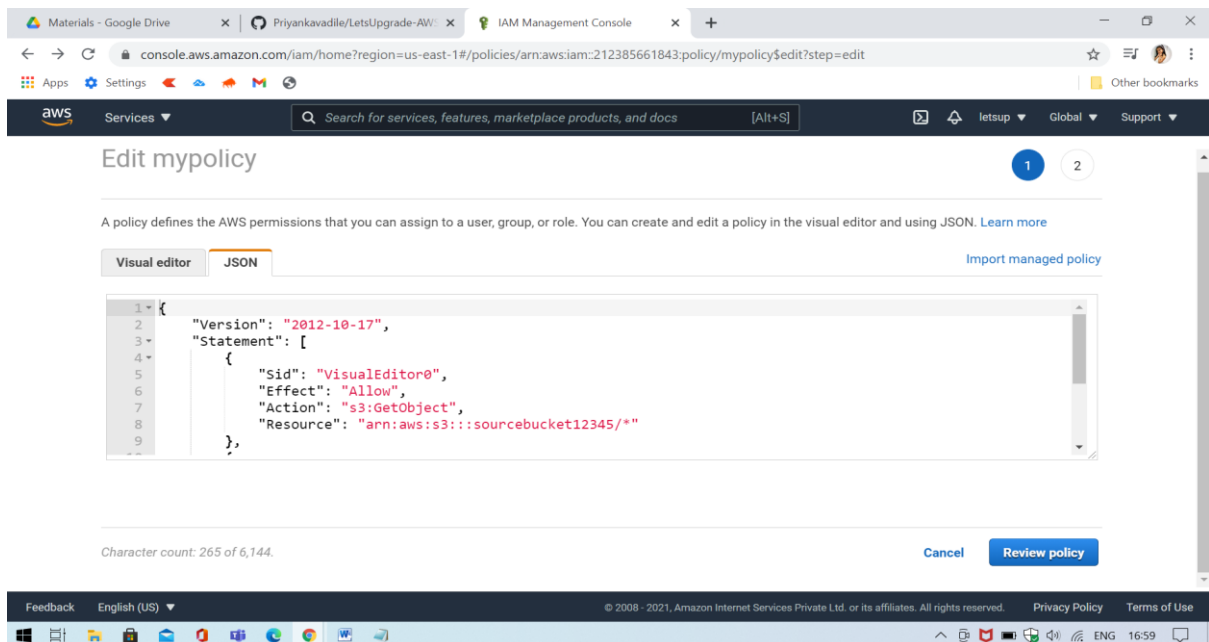 Materials - Google Drive
Priyankavadile/LetsUpgrade-AWS
IAM Management Console
console.aws.amazon.com/iam/home?region=us-east-1#/policies/arn:aws:iam::212385661843:policy/mypolicy$edit?step=edit
Apps Settings Other bookmarks
aws Services Search for services, features, marketplace products, and docs [Alt+S] letsup Global Support
Edit mypolicy 1 2
A policy defines the AWS permissions that you can assign to a user, group, or role. You can create and edit a policy in the visual editor and using JSON. Learn more
Visual editor JSON Import managed policy
1 {
2 "Version": "2012-10-17",
3 "Statement": [
4 {
5 "Sid": "VisualEditor0",
6 "Effect": "Allow",
7 "Action": "s3:GetObject",
8 "Resource": "arn:aws:s3:::sourcebucket12345/*"
9 },
Character count: 265 of 6,144. Cancel Review policy
Feedback English (US) © 2008 - 2021, Amazon Internet Services Private Ltd. or its affiliates. All rights reserved. Privacy Policy Terms of Use
ENG 16:59